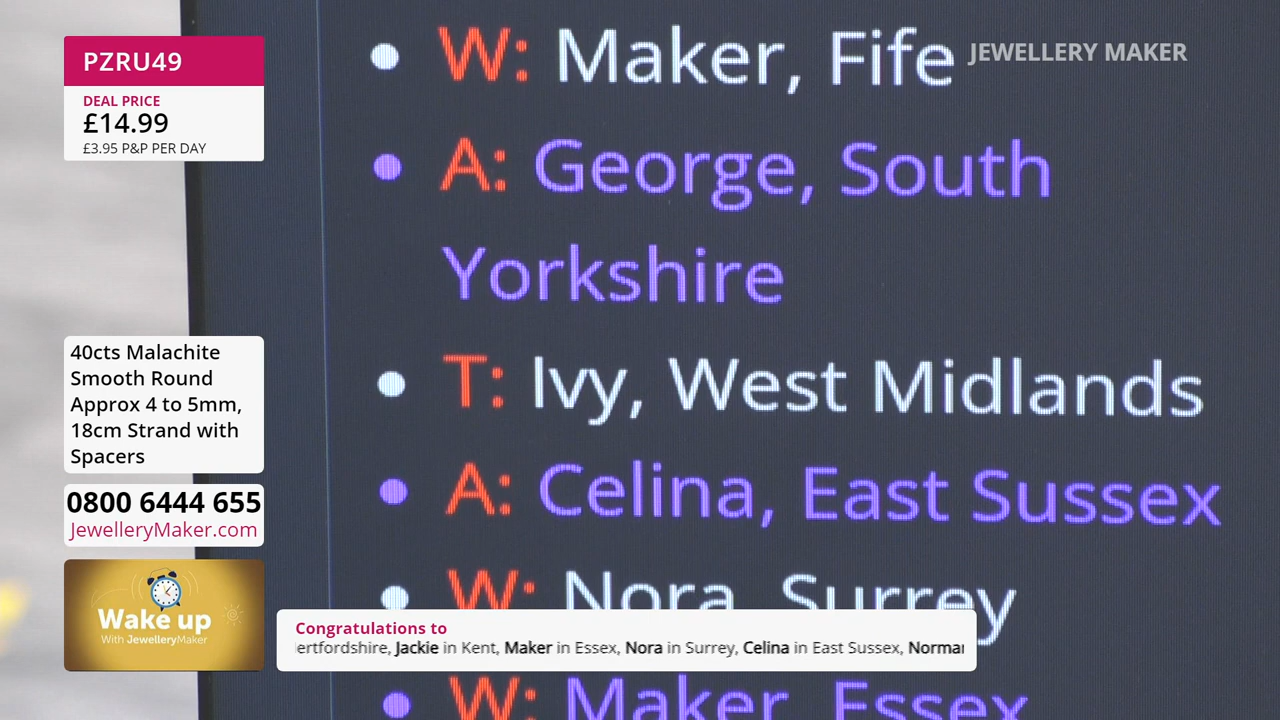 PZRU49
DEAL PRICE
£14.99
£3.95 P&P PER DAY
JEWELLERY MAKER
W: Maker, Fife
A: George, South
Yorkshire
T: Ivy, West Midlands
A: Celina, East Sussex
W: Nora, Surrey
W: Maker, Essex
40cts Malachite
Smooth Round
Approx 4 to 5mm,
18cm Strand with
Spacers
0800 6444 655
JewelleryMaker.com
Wake up
With JewelleryMaker
Congratulations to
ertfordshire, Jackie in Kent, Maker in Essex, Nora in Surrey, Celina in East Sussex, Norma